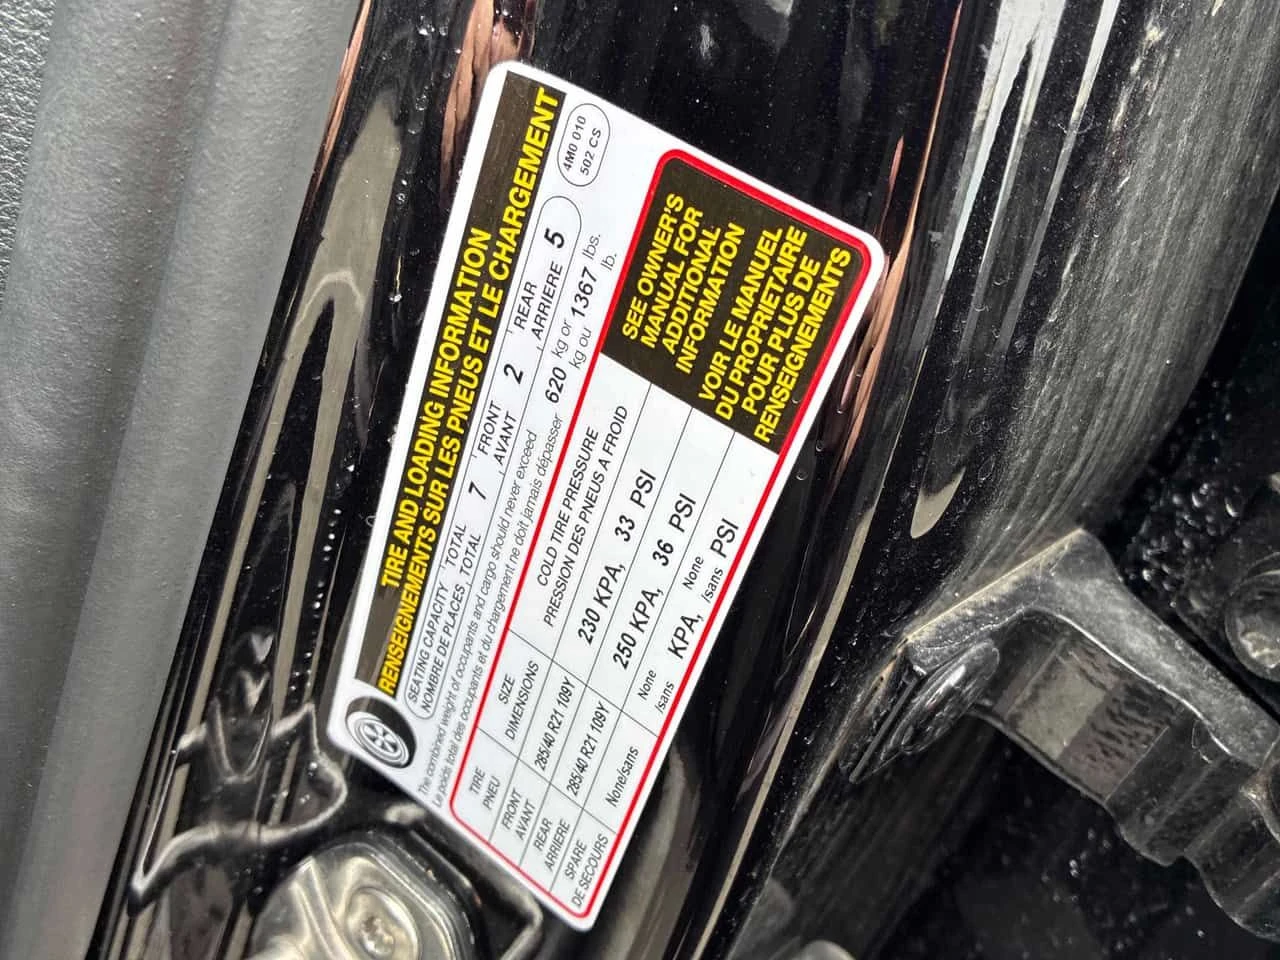 TIRE AND LOADING INFORMATION
RENSEIGNEMENTS SUR LES PNEUS ET LE CHARGEMENT
4M0 010
502 CS
SEATING CAPACITY TOTAL 7 FRONT 2 REAR 5
NOMBRE DE PLACES, TOTAL AVANT ARRIERE
The combined weight of occupants and cargo should never exceed 620 kg or 1367 lbs.
Le poids total des occupants et du chargement ne doit jamais dépasser kg ou lb.
TIRE SIZE COLD TIRE PRESSURE
PNEU DIMENSIONS PRESSION DES PNEUS A FROID
FRONT 285/40 R21 109Y 230 KPA, 33 PSI
AVANT
REAR 285/40 R21 109Y 250 KPA, 36 PSI
ARRIERE
SPARE None/sans None KPA, None PSI
DE SECOURS /sans /sans
SEE OWNER'S
MANUAL FOR
ADDITIONAL
INFORMATION
VOIR LE MANUEL
DU PROPRIETAIRE
POUR PLUS DE
RENSEIGNEMENTS